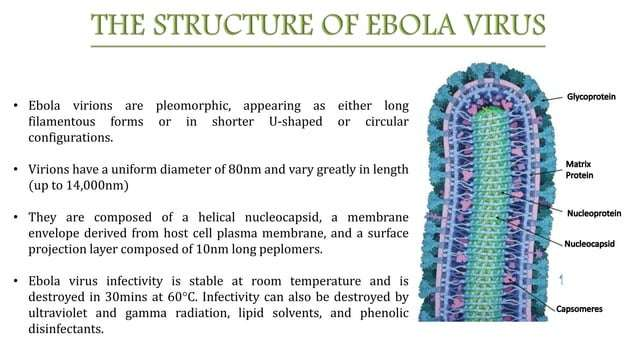 THE STRUCTURE OF EBOLA VIRUS
• Ebola virions are pleomorphic, appearing as either long
filamentous forms or in shorter U-shaped or circular
configurations.
• Virions have a uniform diameter of 80nm and vary greatly in length
(up to 14,000nm)
• They are composed of a helical nucleocapsid, a membrane
envelope derived from host cell plasma membrane, and a surface
projection layer composed of 10nm long peplomers.
• Ebola virus infectivity is stable at room temperature and is
destroyed in 30mins at 60°C. Infectivity can also be destroyed by
ultraviolet and gamma radiation, lipid solvents, and phenolic
disinfectants.
Glycoprotein
Matrix
Protein
Nucleoprotein
Nucleocapsid
Capsomeres